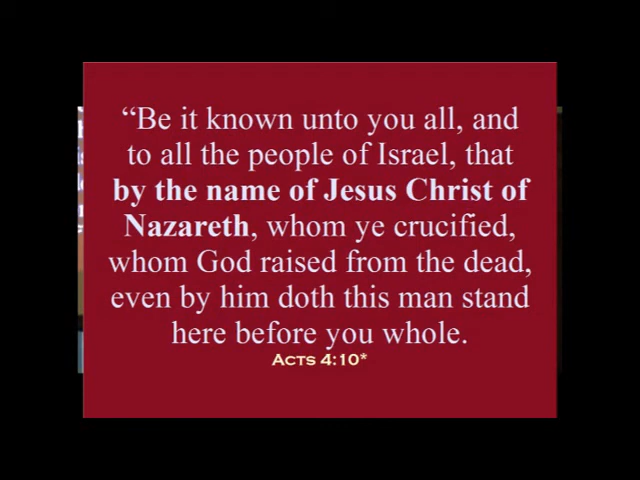 “Be it known unto you all, and
to all the people of Israel, that
by the name of Jesus Christ of
Nazareth, whom ye crucified,
whom God raised from the dead,
even by him doth this man stand
here before you whole.
ACTS 4:10*